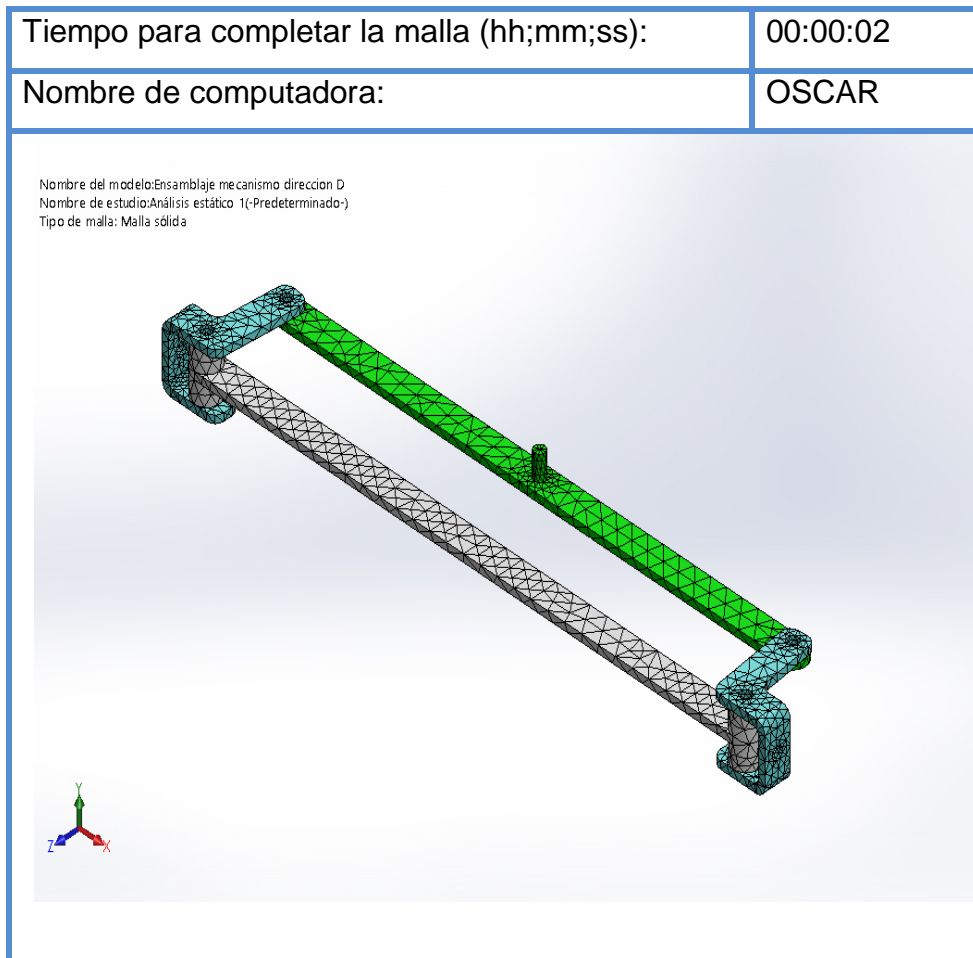 Tiempo para completar la malla (hh;mm;ss): 00:00:02
Nombre de computadora: OSCAR
Nombre del modelo:Ensamblaje mecanismo direccion D
Nombre de estudio:Análisis estático 1(-Predeterminado-)
Tipo de malla: Malla sólida
Y
Z X